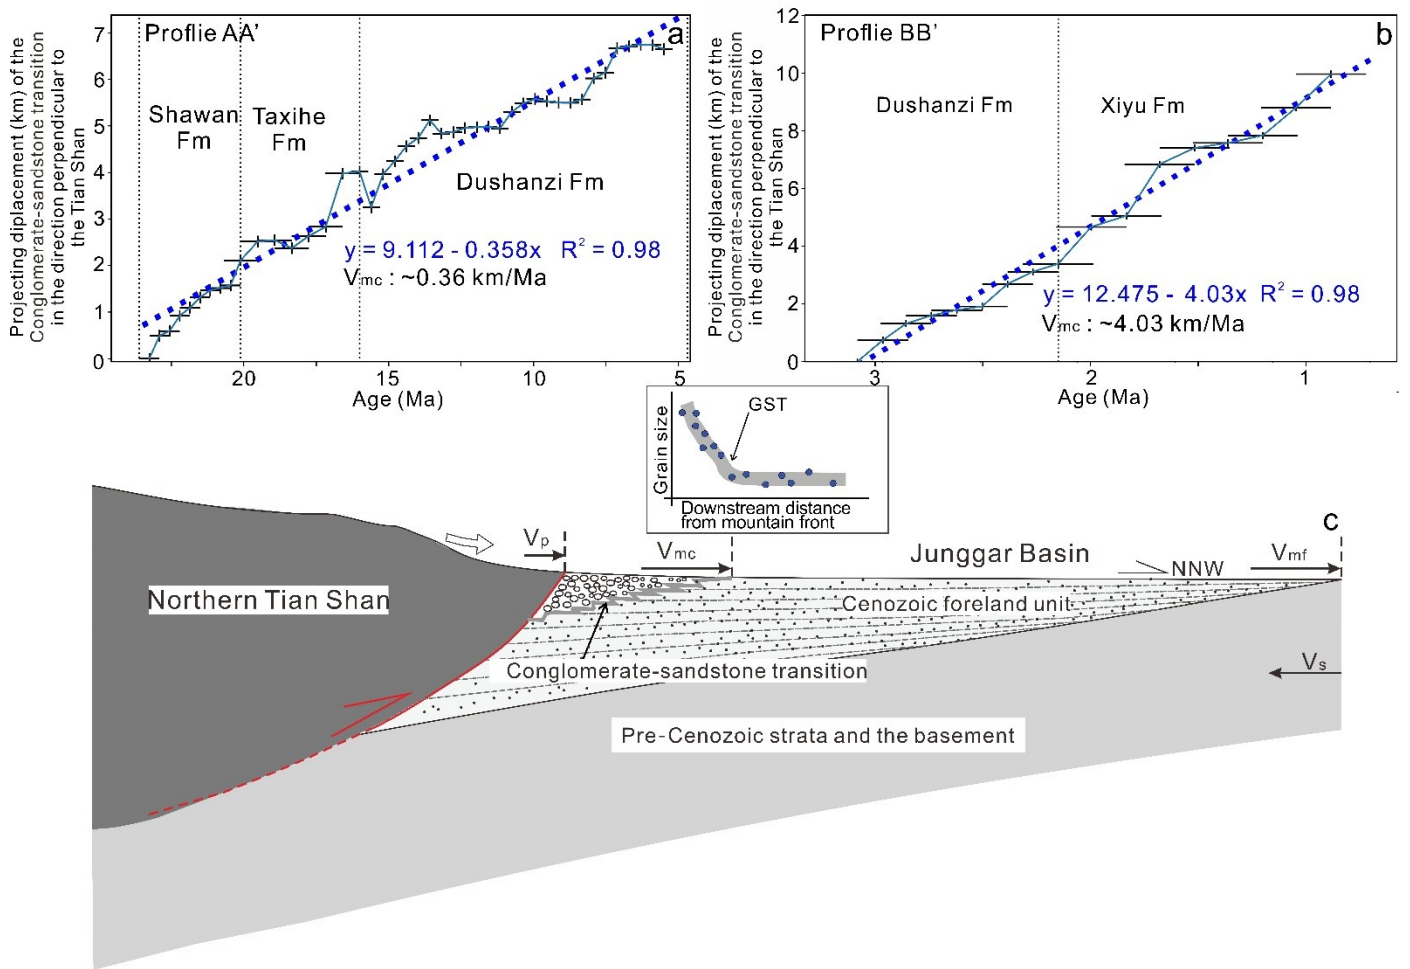 Projecting diplacement (km) of the
Conglomerate-sandstone transition
in the direction perpendicular to
the Tian Shan
7
6
5
4
3
2
1
0
Proflie AA’
a
Shawan
Fm
Taxihe
Fm
Dushanzi Fm
y = 9.112 - 0.358x R² = 0.98
Vmc : ~0.36 km/Ma
20
15
10
5
Age (Ma)
Projecting diplacement (km) of the
Conglomerate-sandstone transition
in the direction perpendicular to
the Tian Shan
12
10
8
6
4
2
0
Proflie BB’
b
Dushanzi Fm
Xiyu Fm
y = 12.475 - 4.03x R² = 0.98
Vmc : ~4.03 km/Ma
3
2
1
Age (Ma)
GST
Grain size
Downstream distance
from mountain front
c
Vp
Vmc
Junggar Basin
NNW
Vmf
Northern Tian Shan
Cenozoic foreland unit
Conglomerate-sandstone transition
Vs
Pre-Cenozoic strata and the basement